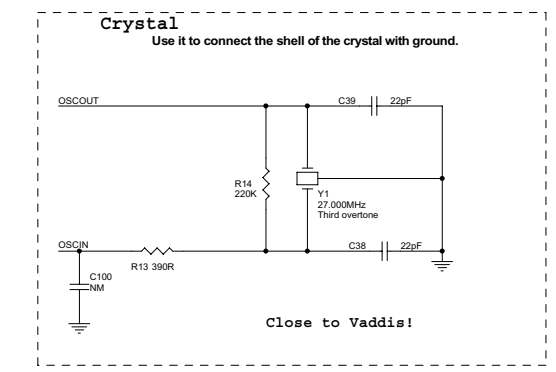 Crystal
Use it to connect the shell of the crystal with ground.
OSCOUT
C39 22pF
R14
220K
Y1
27.000MHz
Third overtone
OSCIN
C38 22pF
R13 390R
C100
NM
Close to Vaddis!